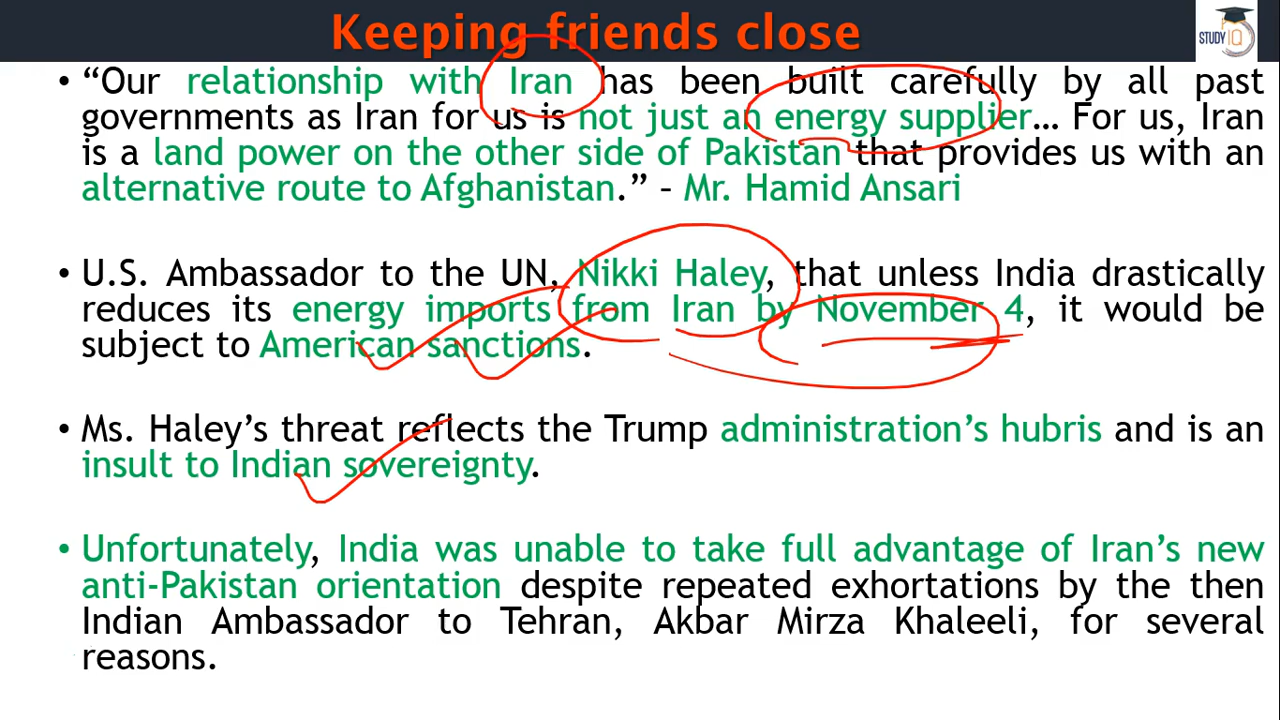 Keeping friends close
STUDY IQ
• “Our relationship with Iran has been built carefully by all past
governments as Iran for us is not just an energy supplier… For us, Iran
is a land power on the other side of Pakistan that provides us with an
alternative route to Afghanistan.” – Mr. Hamid Ansari
• U.S. Ambassador to the UN, Nikki Haley, that unless India drastically
reduces its energy imports from Iran by November 4, it would be
subject to American sanctions.
• Ms. Haley’s threat reflects the Trump administration’s hubris and is an
insult to Indian sovereignty.
• Unfortunately, India was unable to take full advantage of Iran’s new
anti-Pakistan orientation despite repeated exhortations by the then
Indian Ambassador to Tehran, Akbar Mirza Khaleeli, for several
reasons.